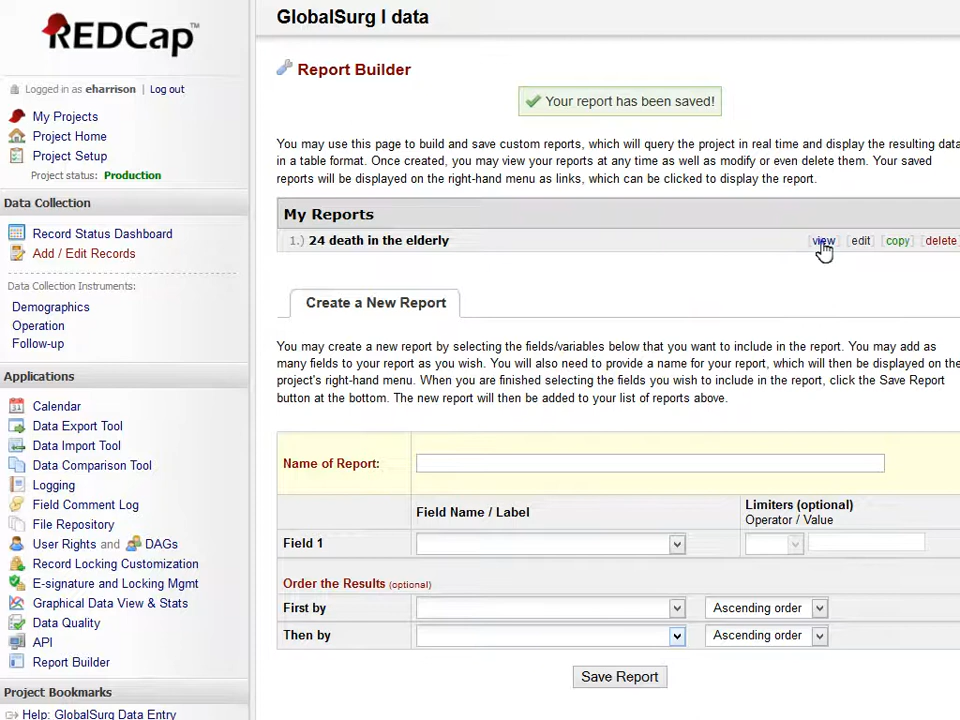 REDCap™
Logged in as eharrison | Log out
My Projects
Project Home
Project Setup
Project status: Production
Data Collection
Record Status Dashboard
Add / Edit Records
Data Collection Instruments:
Demographics
Operation
Follow-up
Applications
Calendar
Data Export Tool
Data Import Tool
Data Comparison Tool
Logging
Field Comment Log
File Repository
User Rights and DAGs
Record Locking Customization
E-signature and Locking Mgmt
Graphical Data View & Stats
Data Quality
API
Report Builder
Project Bookmarks
Help: GlobalSurg Data Entry
GlobalSurg I data
Report Builder
Your report has been saved!
You may use this page to build and save custom reports, which will query the project in real time and display the resulting data
in a table format. Once created, you may view your reports at any time as well as modify or even delete them. Your saved
reports will be displayed on the right-hand menu as links, which can be clicked to display the report.
My Reports
1.) 24 death in the elderly [view] [edit] [copy] [delete]
Create a New Report
You may create a new report by selecting the fields/variables below that you want to include in the report. You may add as
many fields to your report as you wish. You will also need to provide a name for your report, which will then be displayed on the
project's right-hand menu. When you are finished selecting the fields you wish to include in the report, click the Save Report
button at the bottom. The new report will then be added to your list of reports above.
Name of Report:
Field Name / Label
Limiters (optional)
Operator / Value
Field 1
Order the Results (optional)
First by Ascending order
Then by Ascending order
Save Report